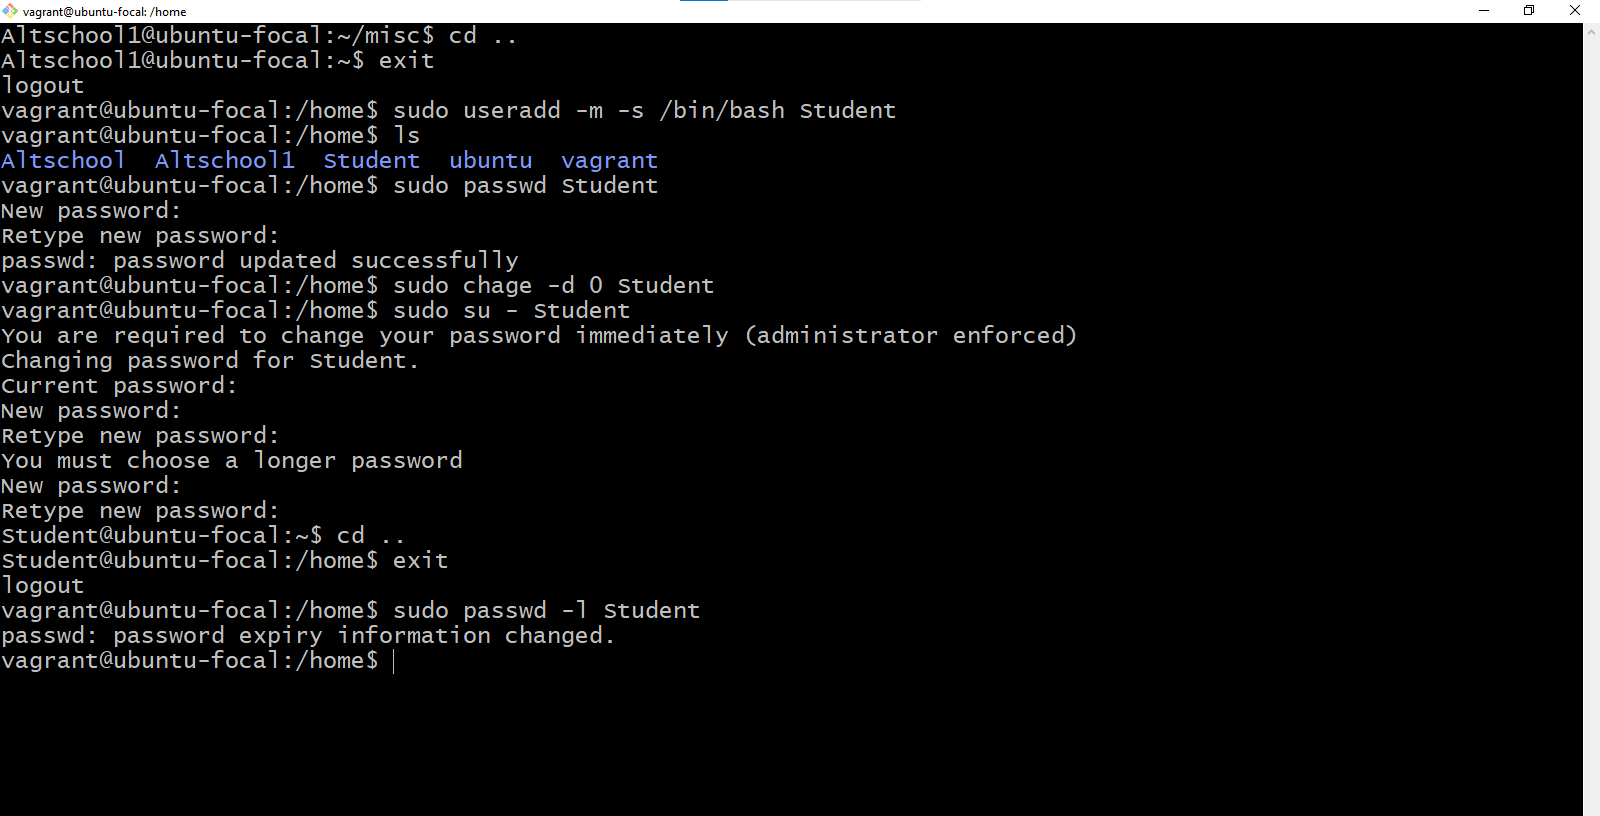 vagrant@ubuntu-focal: /home
Altschool1@ubuntu-focal:~/misc$ cd ..
Altschool1@ubuntu-focal:~$ exit
logout
vagrant@ubuntu-focal:/home$ sudo useradd -m -s /bin/bash Student
vagrant@ubuntu-focal:/home$ ls
Altschool  Altschool1  Student  ubuntu  vagrant
vagrant@ubuntu-focal:/home$ sudo passwd Student
New password:
Retype new password:
passwd: password updated successfully
vagrant@ubuntu-focal:/home$ sudo chage -d 0 Student
vagrant@ubuntu-focal:/home$ sudo su - Student
You are required to change your password immediately (administrator enforced)
Changing password for Student.
Current password:
New password:
Retype new password:
You must choose a longer password
New password:
Retype new password:
Student@ubuntu-focal:~$ cd ..
Student@ubuntu-focal:/home$ exit
logout
vagrant@ubuntu-focal:/home$ sudo passwd -l Student
passwd: password expiry information changed.
vagrant@ubuntu-focal:/home$